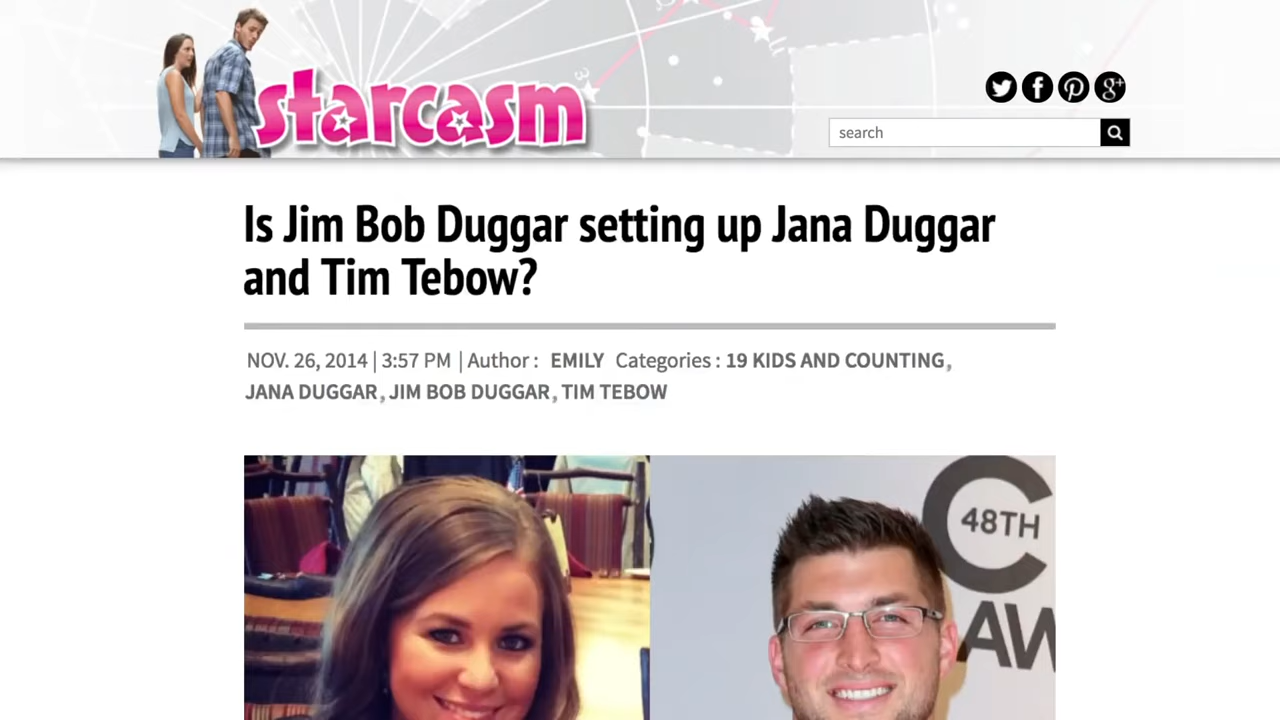 starcasm
search
Is Jim Bob Duggar setting up Jana Duggar
and Tim Tebow?
NOV. 26, 2014 | 3:57 PM | Author : EMILY Categories : 19 KIDS AND COUNTING,
JANA DUGGAR, JIM BOB DUGGAR, TIM TEBOW
C
48TH
AW